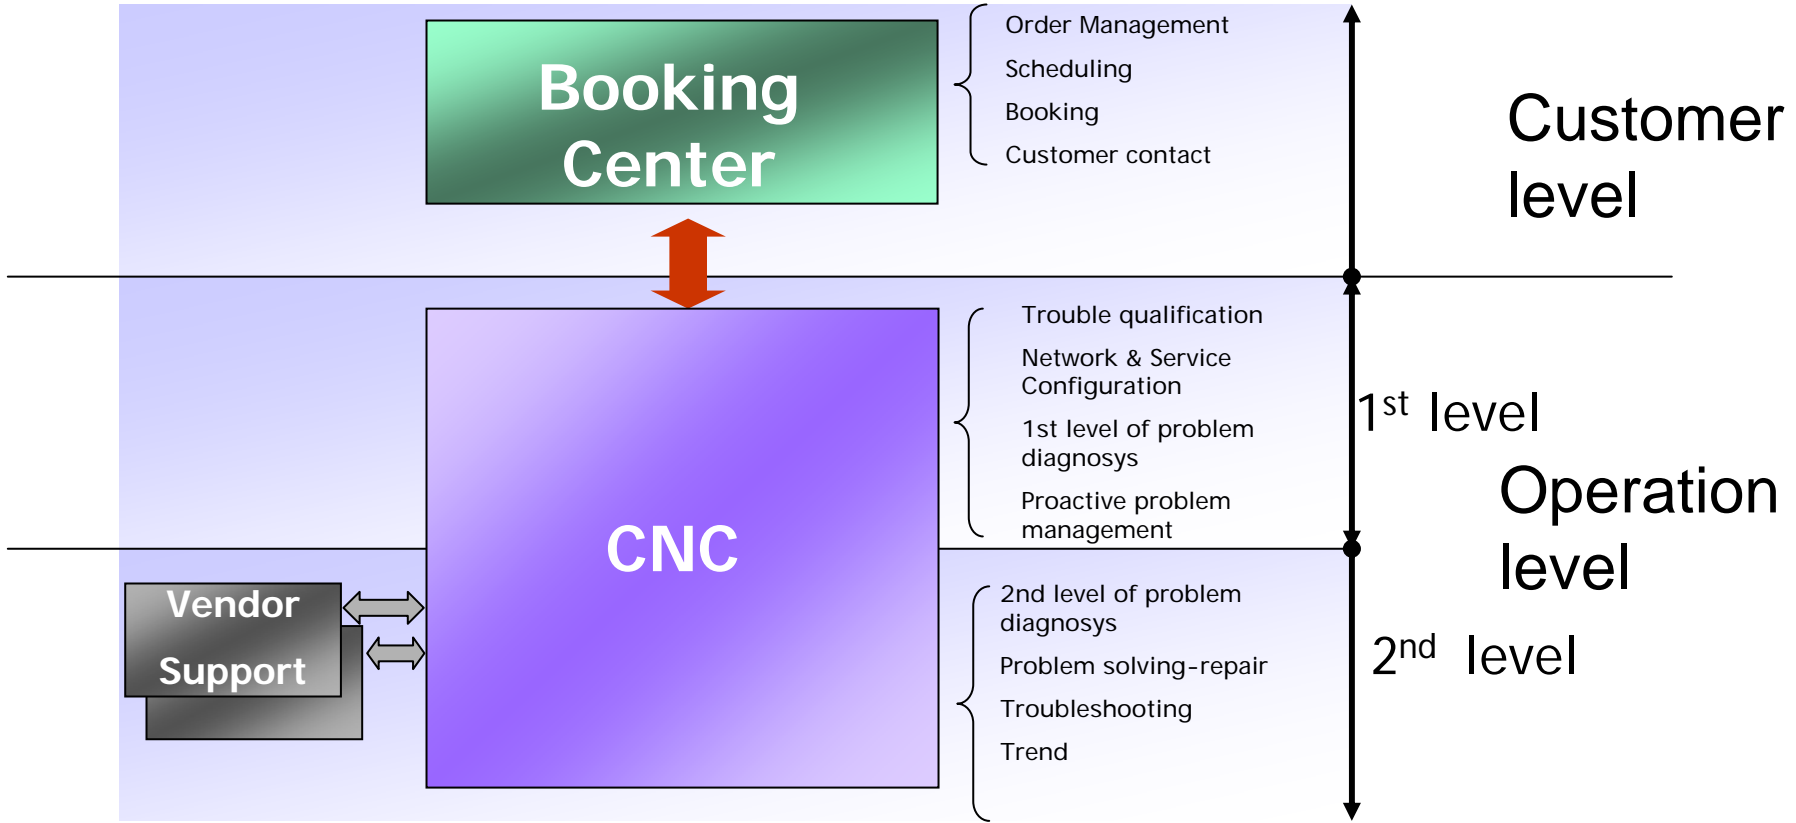 Booking
Center
Order Management
Scheduling
Booking
Customer contact
Customer
level
CNC
Trouble qualification
Network & Service
Configuration
1st level of problem
diagnosys
Proactive problem
management
1st level
Operation
level
Vendor
Support
2nd level of problem
diagnosys
Problem solving-repair
Troubleshooting
Trend
2nd level